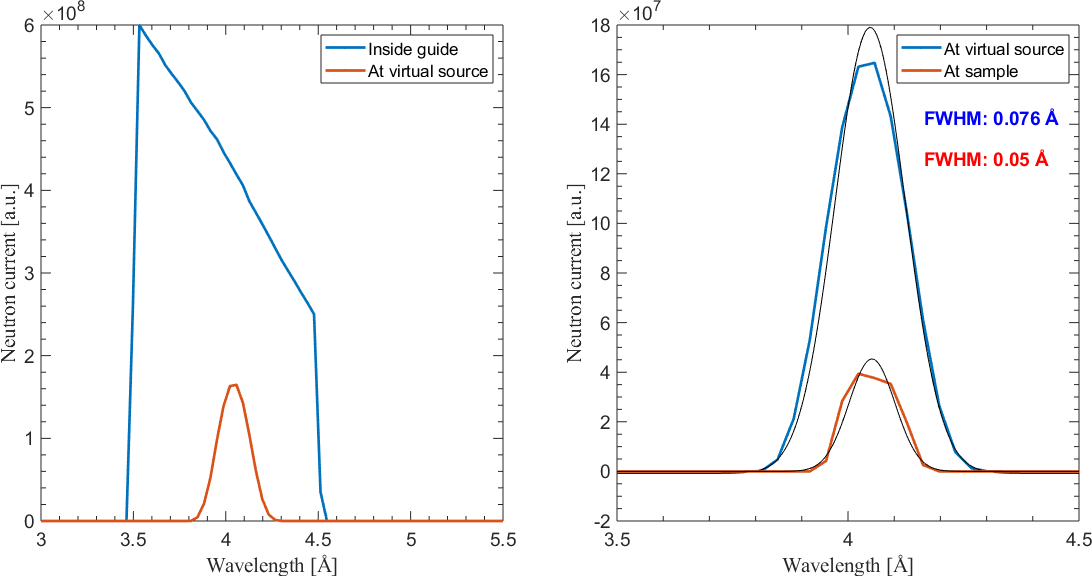 ×10⁸
6
5
4
3
2
1
0
3
3.5
4
4.5
5
5.5
Neutron current [a.u.]
Wavelength [Å]
Inside guide
At virtual source
×10⁷
18
16
14
12
10
8
6
4
2
0
-2
3.5
4
4.5
Neutron current [a.u.]
Wavelength [Å]
At virtual source
At sample
FWHM: 0.076 Å
FWHM: 0.05 Å